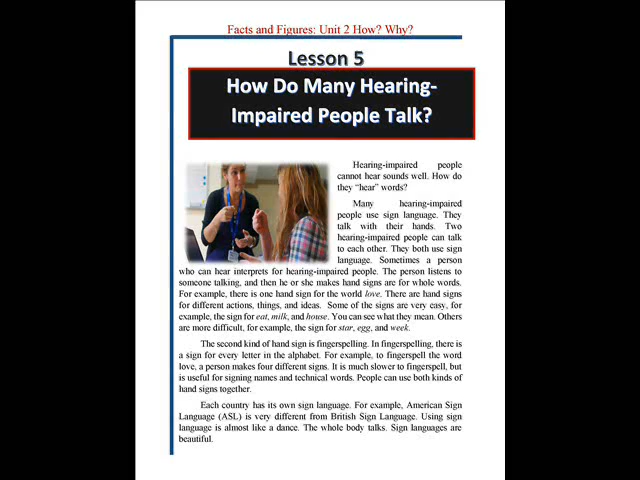 Facts and Figures: Unit 2 How? Why?
Lesson 5
How Do Many Hearing-
Impaired People Talk?
Hearing-impaired people
cannot hear sounds well. How do
they “hear” words?
Many hearing-impaired
people use sign language. They
talk with their hands. Two
hearing-impaired people can talk
to each other. They both use sign
language. Sometimes a person
who can hear interprets for hearing-impaired people. The person listens to
someone talking, and then he or she makes hand signs are for whole words.
For example, there is one hand sign for the world love. There are hand signs
for different actions, things, and ideas. Some of the signs are very easy, for
example, the sign for eat, milk, and house. You can see what they mean. Others
are more difficult, for example, the sign for star, egg, and week.
The second kind of hand sign is fingerspelling. In fingerspelling, there is
a sign for every letter in the alphabet. For example, to fingerspell the word
love, a person makes four different signs. It is much slower to fingerspell, but
is useful for signing names and technical words. People can use both kinds of
hand signs together.
Each country has its own sign language. For example, American Sign
Language (ASL) is very different from British Sign Language. Using sign
language is almost like a dance. The whole body talks. Sign languages are
beautiful.